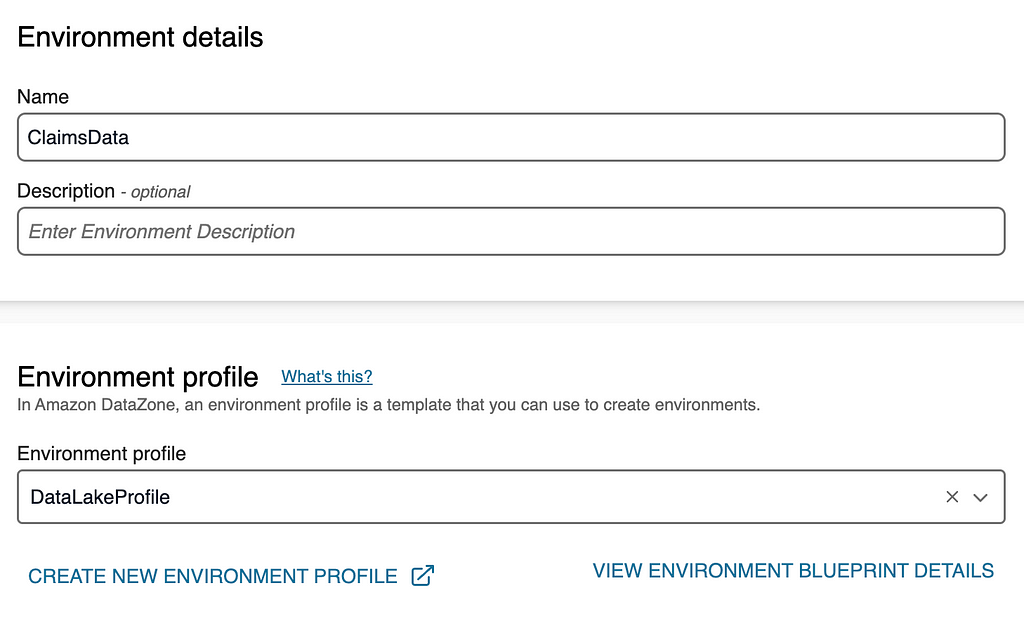 Environment details
Name
ClaimsData
Description - optional
Enter Environment Description
Environment profile What's this?
In Amazon DataZone, an environment profile is a template that you can use to create environments.
Environment profile
DataLakeProfile
CREATE NEW ENVIRONMENT PROFILE VIEW ENVIRONMENT BLUEPRINT DETAILS